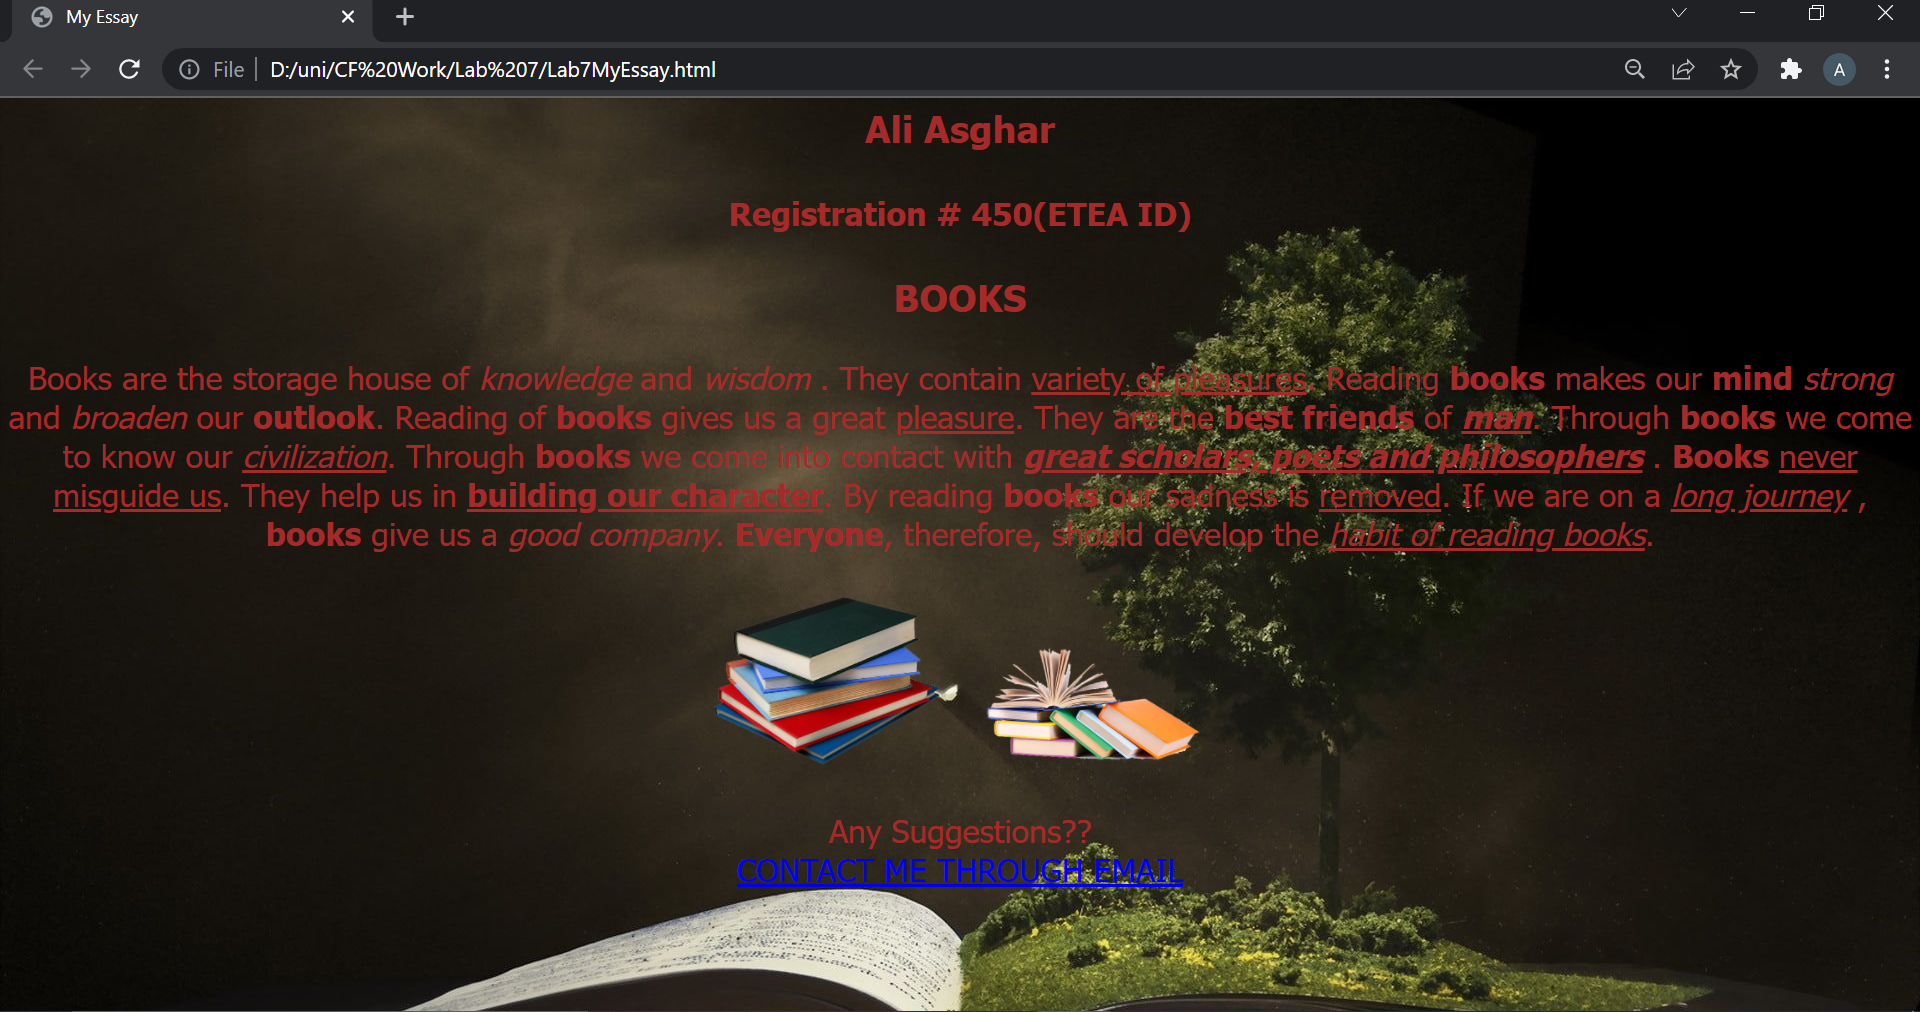 My Essay
File
D:/uni/CF%20Work/Lab%207/Lab7MyEssay.html
A
Ali Asghar
Registration # 450(ETEA ID)
BOOKS
Books are the storage house of knowledge and wisdom . They contain variety of pleasures. Reading books makes our mind strong
and broaden our outlook. Reading of books gives us a great pleasure. They are the best friends of man. Through books we come
to know our civilization. Through books we come into contact with great scholars, poets and philosophers . Books never
misguide us. They help us in building our character. By reading books our sadness is removed. If we are on a long journey ,
books give us a good company. Everyone, therefore, should develop the habit of reading books.
Any Suggestions??
CONTACT ME THROUGH EMAIL